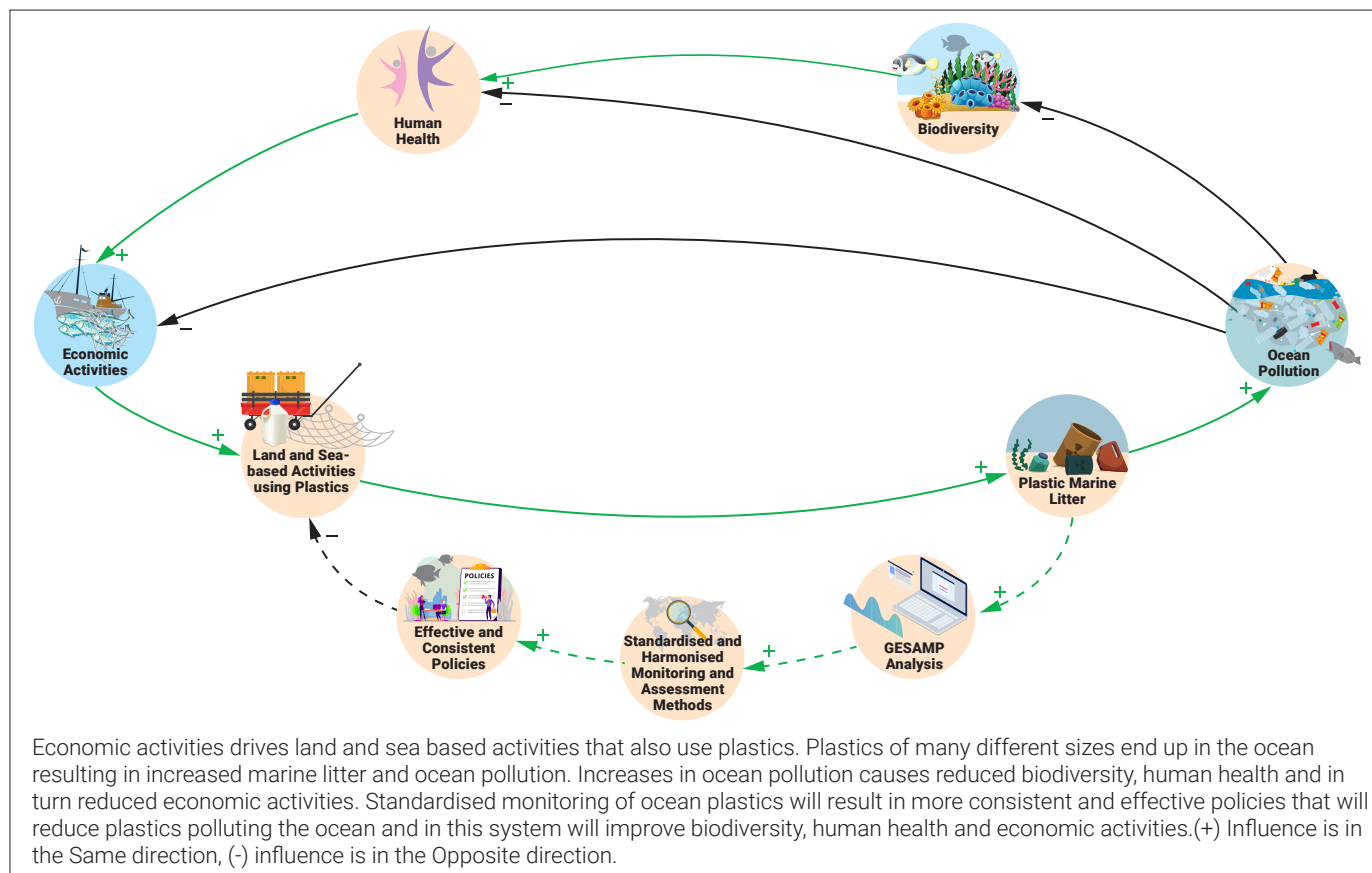 Human
Health
+
−
Biodiversity
−
+
Economic
Activities
−
Ocean
Pollution
+
+
Land and Sea-
based Activities
using Plastics
+
Plastic Marine
Litter
−
POLICIES
+
Effective and
Consistent
Policies
+
Standardised and
Harmonised
Monitoring and
Assessment
Methods
+
GESAMP
Analysis
Economic activities drives land and sea based activities that also use plastics. Plastics of many different sizes end up in the ocean
resulting in increased marine litter and ocean pollution. Increases in ocean pollution causes reduced biodiversity, human health and in
turn reduced economic activities. Standardised monitoring of ocean plastics will result in more consistent and effective policies that will
reduce plastics polluting the ocean and in this system will improve biodiversity, human health and economic activities.(+) Influence is in
the Same direction, (-) influence is in the Opposite direction.